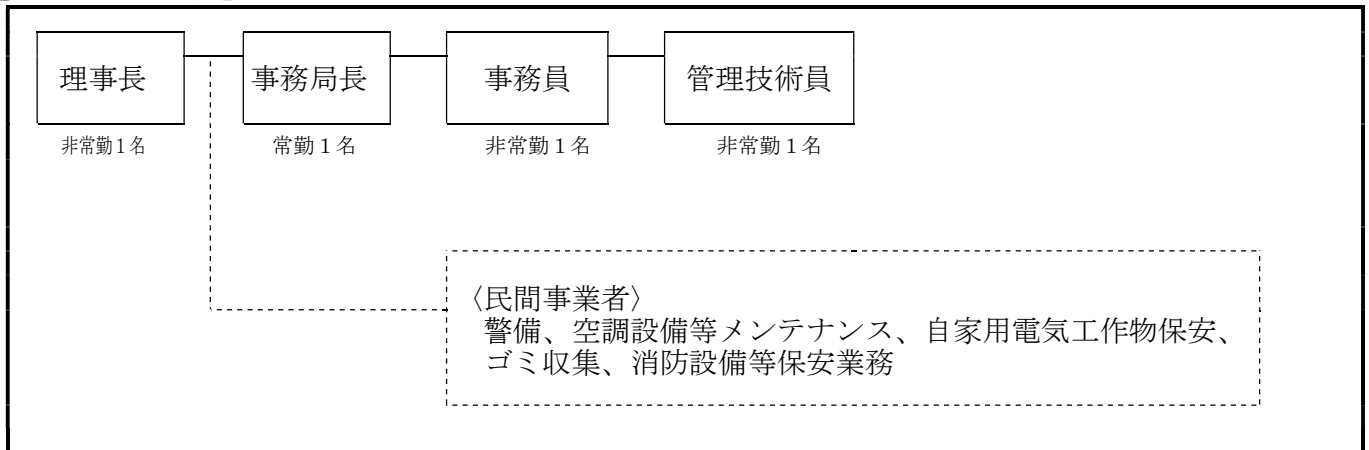 理事長
事務局長
事務員
管理技術員
非常勤1名
常勤1名
非常勤1名
非常勤1名
〈民間事業者〉
警備、空調設備等メンテナンス、自家用電気工作物保安、
ゴミ収集、消防設備等保安業務